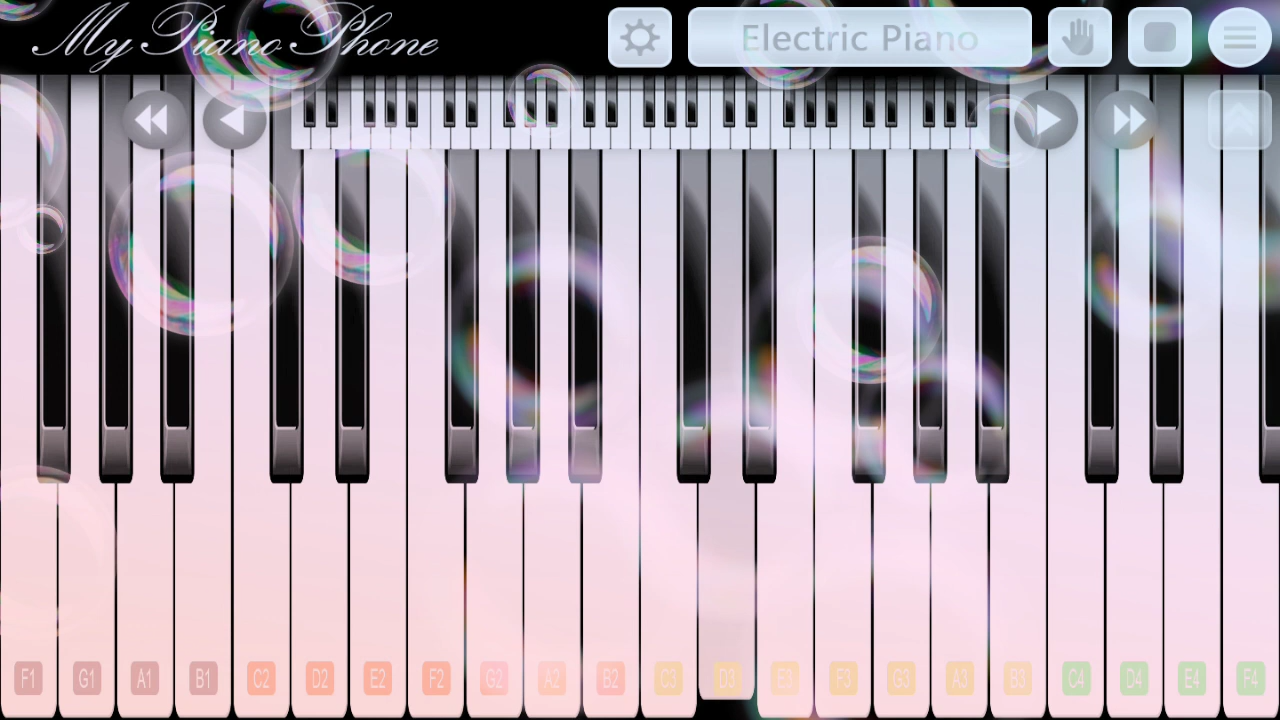 My Piano Phone
Electric Piano
F1 G1 A1 B1 C2 D2 E2 F2 G2 A2 B2 C3 D3 E3 F3 G3 A3 B3 C4 D4 E4 F4